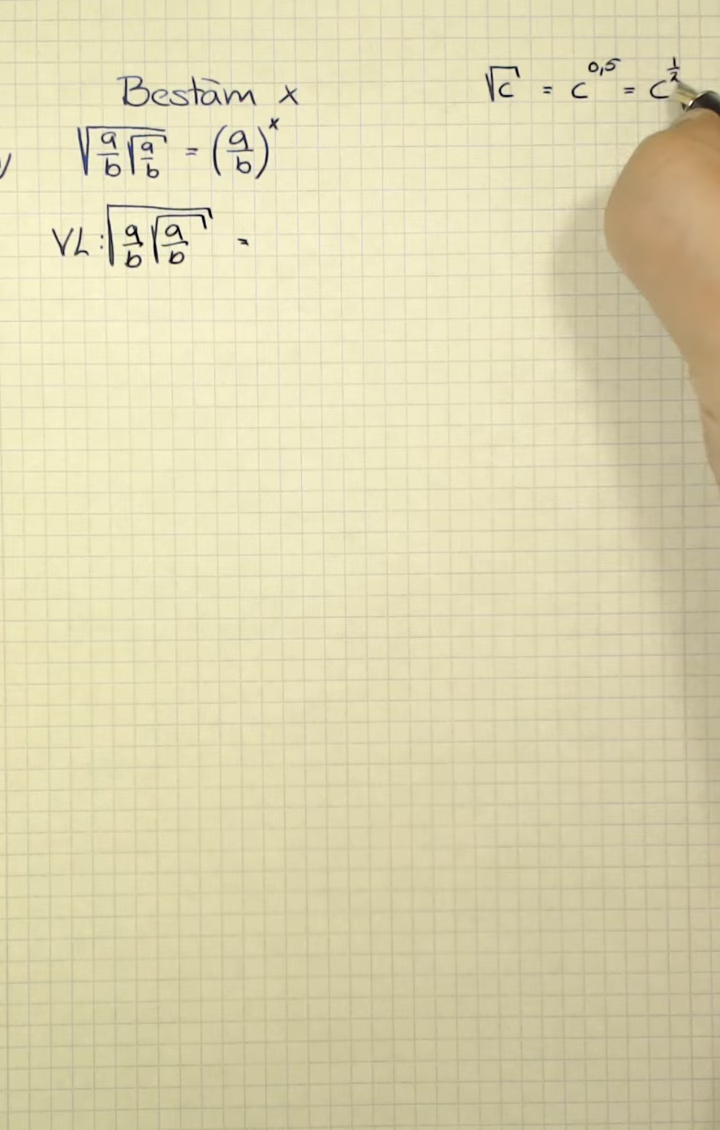 Bestäm x
√c = c^0,5 = c^½
√(a/b √(a/b)) = (a/b)^x
VL: √(a/b √(a/b)) =